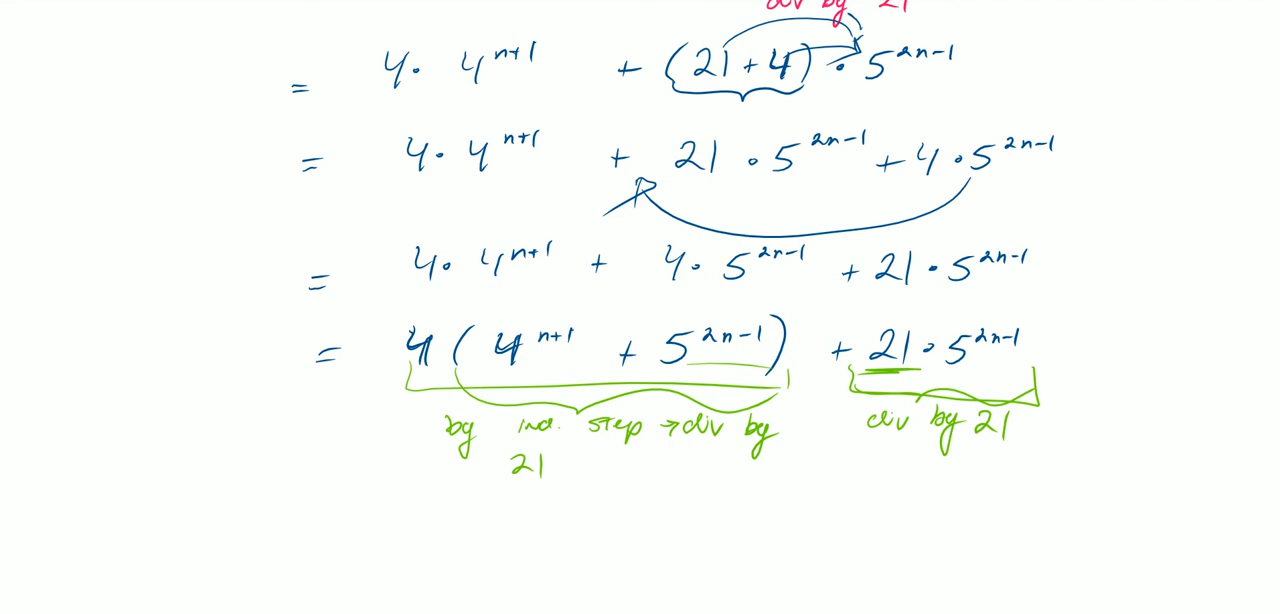 div by 21
= 4 · 4^{n+1} + (21 + 4) · 5^{2n-1}
= 4 · 4^{n+1} + 21 · 5^{2n-1} + 4 · 5^{2n-1}
= 4 · 4^{n+1} + 4 · 5^{2n-1} + 21 · 5^{2n-1}
= 4 ( 4^{n+1} + 5^{2n-1} ) + 21 · 5^{2n-1}
by ind. step → div by 21
div by 21